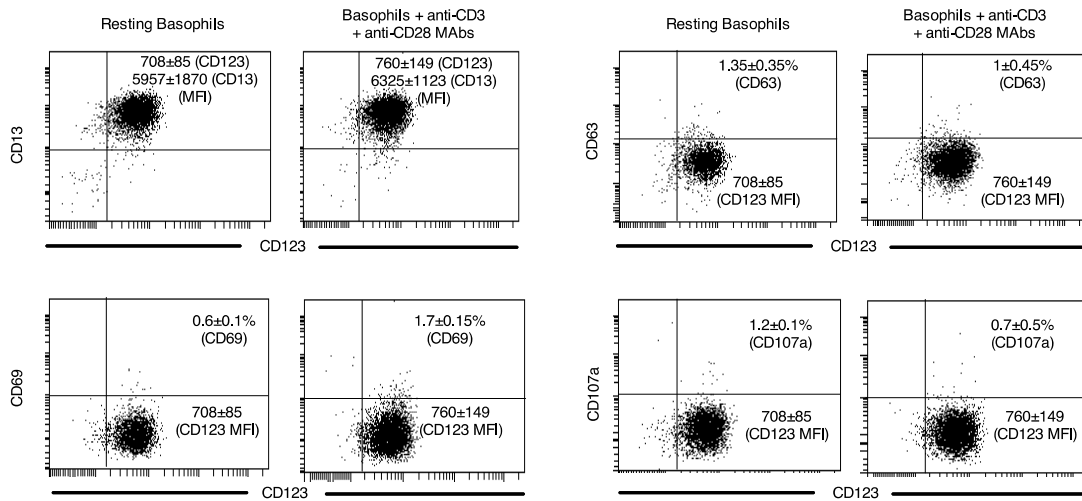 Resting Basophils
Basophils + anti-CD3
+ anti-CD28 MAbs
708±85 (CD123)
5957±1870 (CD13)
(MFI)
760±149 (CD123)
6325±1123 (CD13)
(MFI)
CD13
CD123
Resting Basophils
Basophils + anti-CD3
+ anti-CD28 MAbs
1.35±0.35%
(CD63)
708±85
(CD123 MFI)
1±0.45%
(CD63)
760±149
(CD123 MFI)
CD63
CD123
0.6±0.1%
(CD69)
708±85
(CD123 MFI)
1.7±0.15%
(CD69)
760±149
(CD123 MFI)
CD69
CD123
1.2±0.1%
(CD107a)
708±85
(CD123 MFI)
0.7±0.5%
(CD107a)
760±149
(CD123 MFI)
CD107a
CD123